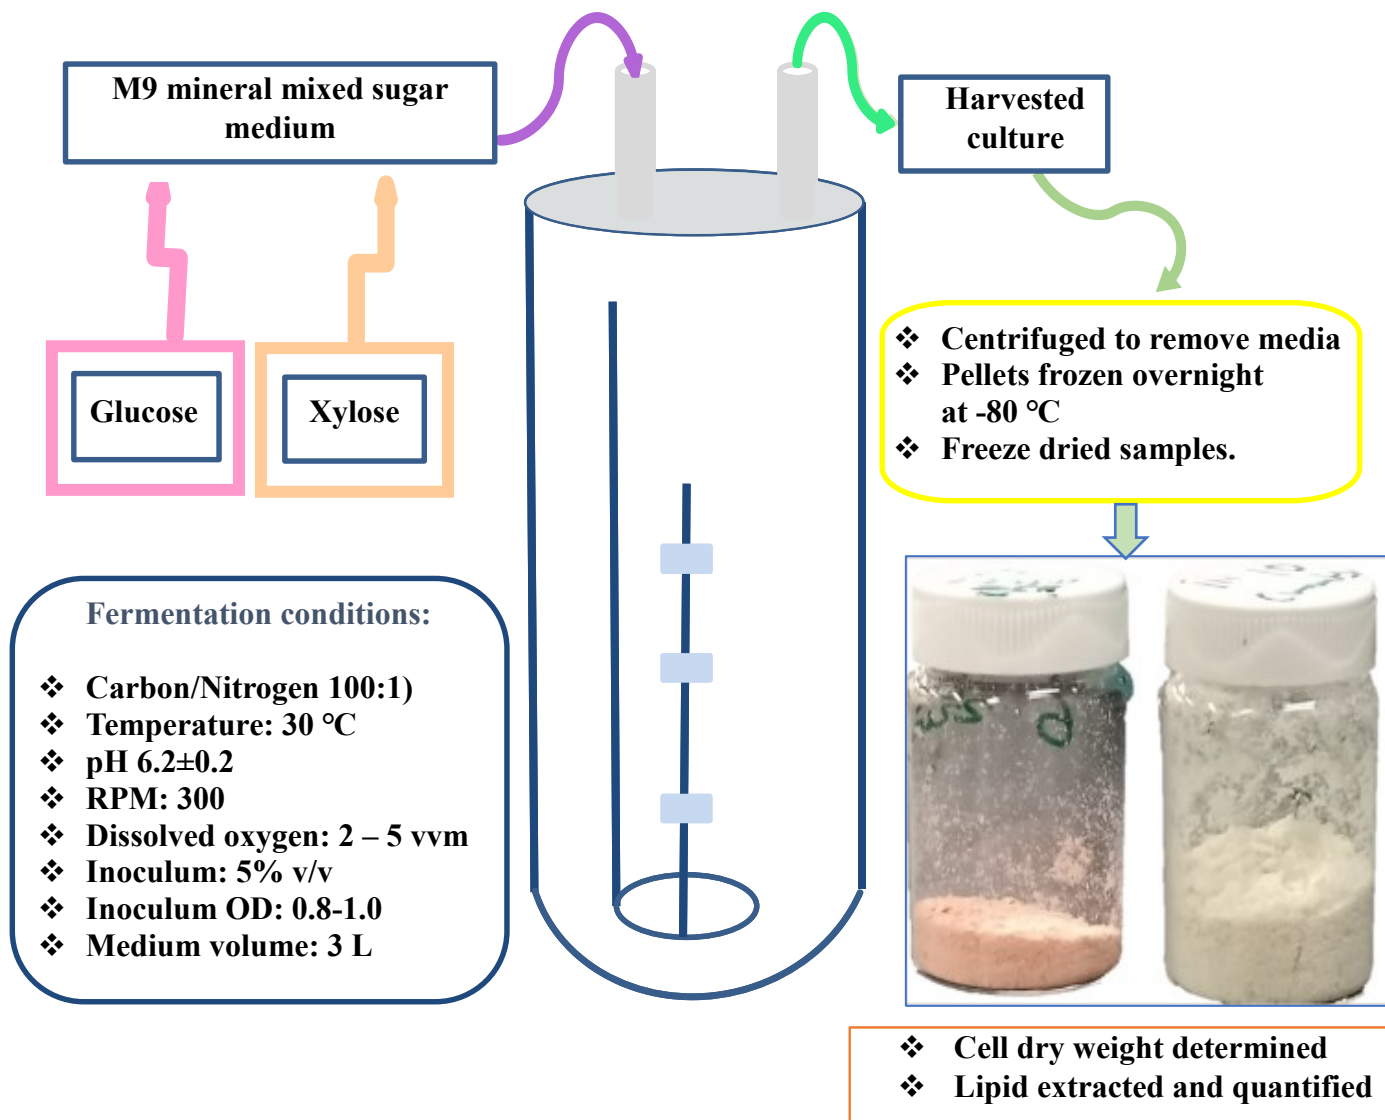 M9 mineral mixed sugar
medium
Harvested
culture
Glucose
Xylose
❖ Centrifuged to remove media
❖ Pellets frozen overnight
at -80 °C
❖ Freeze dried samples.
Fermentation conditions:
❖ Carbon/Nitrogen 100:1)
❖ Temperature: 30 °C
❖ pH 6.2±0.2
❖ RPM: 300
❖ Dissolved oxygen: 2 – 5 vvm
❖ Inoculum: 5% v/v
❖ Inoculum OD: 0.8-1.0
❖ Medium volume: 3 L
❖ Cell dry weight determined
❖ Lipid extracted and quantified